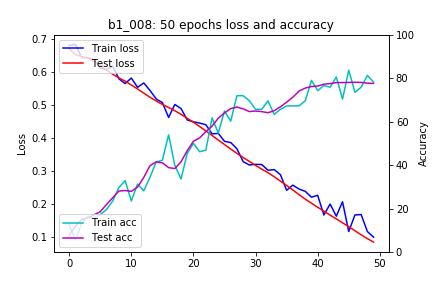 b1_008: 50 epochs loss and accuracy
Loss
0.7
0.6
0.5
0.4
0.3
0.2
0.1
Train loss
Test loss
Train acc
Test acc
100
80
60
40
20
0
Accuracy
0
10
20
30
40
50